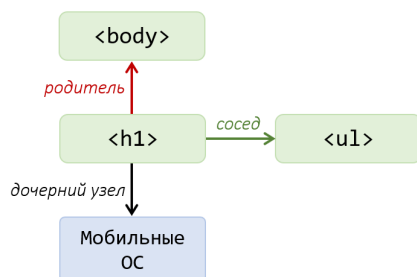 <body>
родитель
<h1>
сосед
<ul>
дочерний узел
Мобильные
ОС